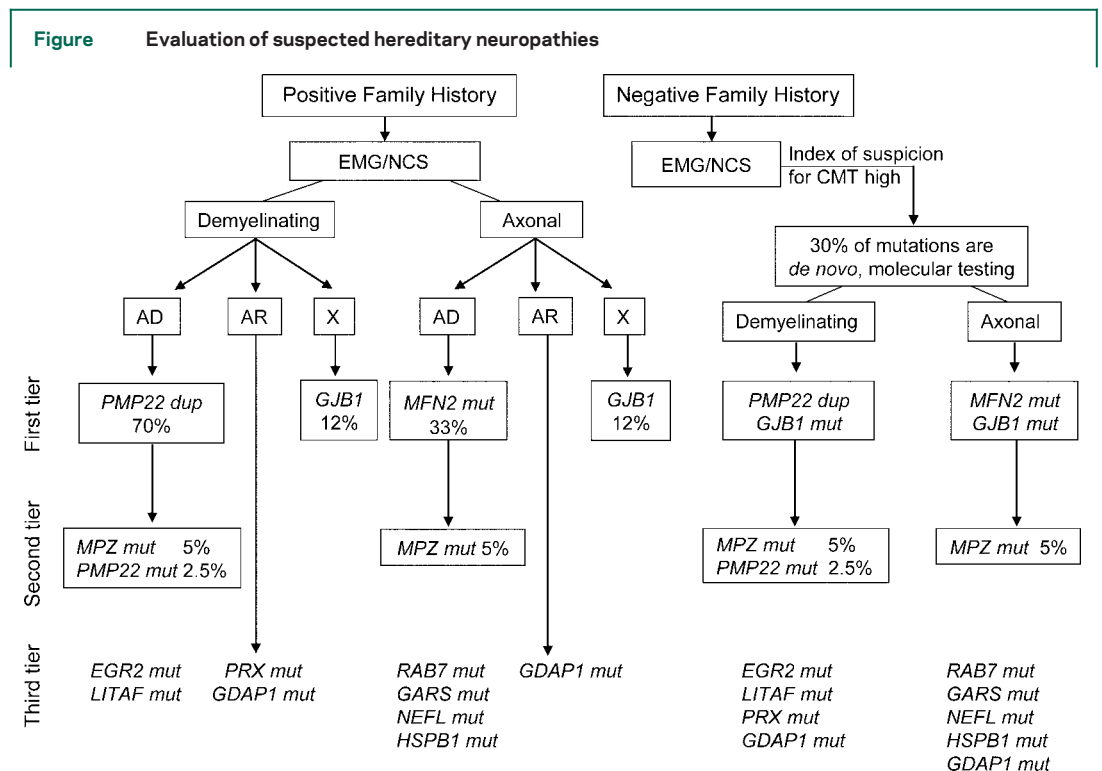 Figure Evaluation of suspected hereditary neuropathies
Positive Family History
Negative Family History
EMG/NCS
EMG/NCS
Index of suspicion
for CMT high
Demyelinating
Axonal
30% of mutations are
de novo, molecular testing
AD
AR
X
AD
AR
X
Demyelinating
Axonal
First tier
PMP22 dup
70%
GJB1
12%
MFN2 mut
33%
GJB1
12%
PMP22 dup
GJB1 mut
MFN2 mut
GJB1 mut
Second tier
MPZ mut 5%
PMP22 mut 2.5%
MPZ mut 5%
MPZ mut 5%
PMP22 mut 2.5%
MPZ mut 5%
Third tier
EGR2 mut
LITAF mut
PRX mut
GDAP1 mut
RAB7 mut
GARS mut
NEFL mut
HSPB1 mut
GDAP1 mut
EGR2 mut
LITAF mut
PRX mut
GDAP1 mut
RAB7 mut
GARS mut
NEFL mut
HSPB1 mut
GDAP1 mut